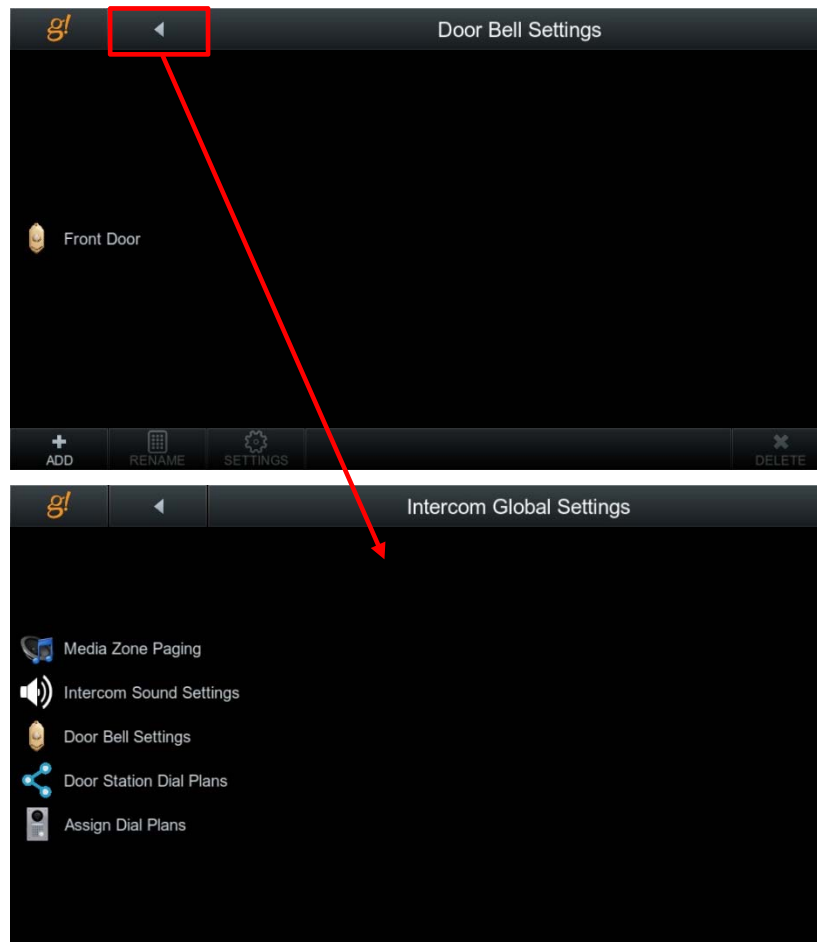 g! Door Bell Settings
Front Door
ADD RENAME SETTINGS DELETE
g! Intercom Global Settings
Media Zone Paging
Intercom Sound Settings
Door Bell Settings
Door Station Dial Plans
Assign Dial Plans